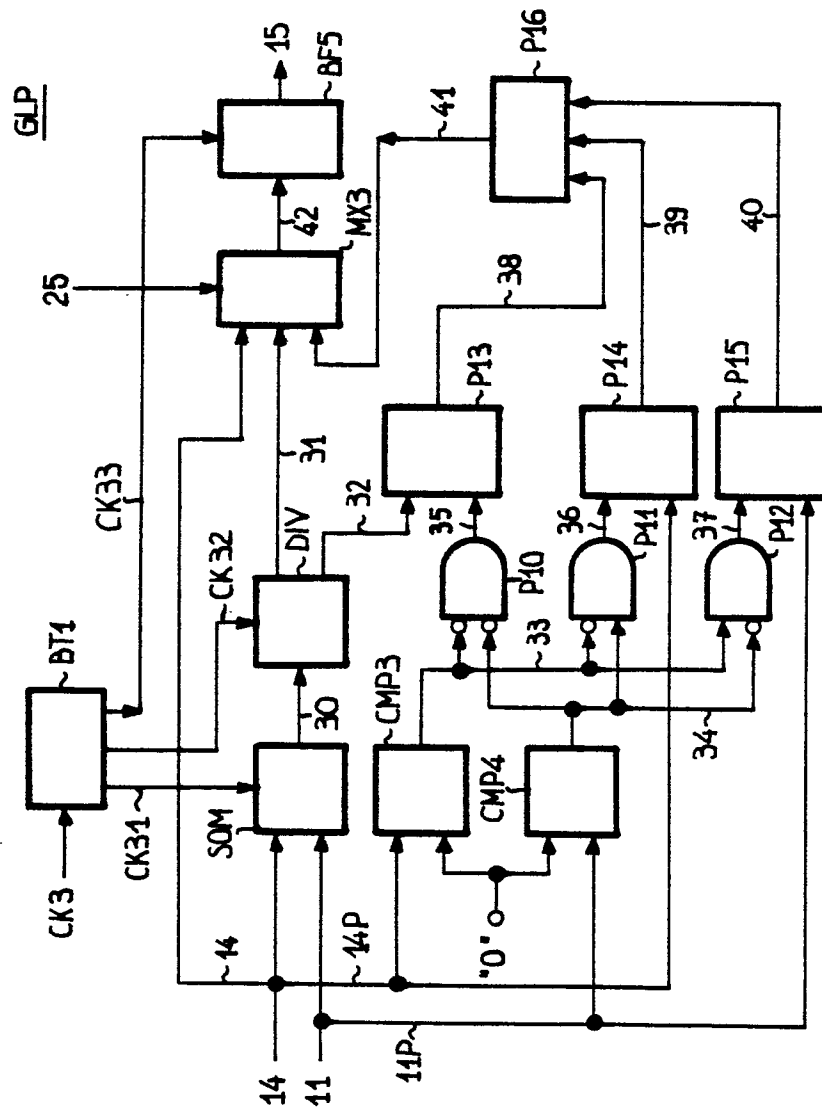 GLP
15
BF5
P16
41
42
MX3
25
39
40
38
P13
P14
P15
31
CK33
32
35
36
37
DIV
CK32
P10
P11
P12
BT1
33
30
CMP3
34
CK31
SOM
CMP4
CK3
"0"
14
14P
11P
14
11